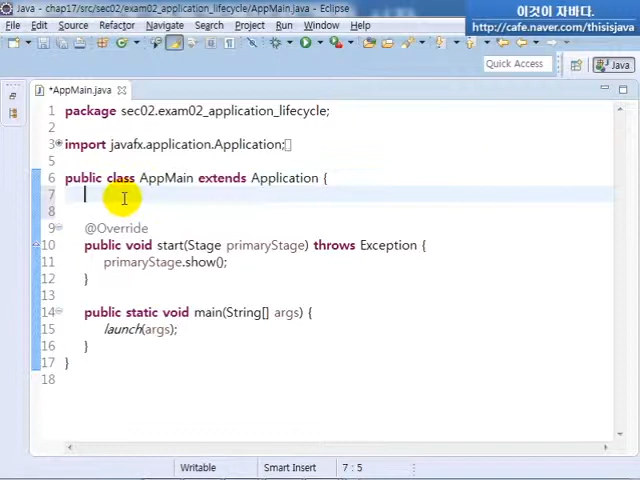 Java - chap17/src/sec02/exam02_application_lifecycle/AppMain.java - Eclipse
이것이 자바다.
http://cafe.naver.com/thisisjava
File Edit Source Refactor Navigate Search Project Run Window Help
Quick Access
Java
*AppMain.java
1 package sec02.exam02_application_lifecycle;
2
3 import javafx.application.Application;
5
6 public class AppMain extends Application {
7
8
9 @Override
10 public void start(Stage primaryStage) throws Exception {
11 primaryStage.show();
12 }
13
14 public static void main(String[] args) {
15 launch(args);
16 }
17 }
18
Writable Smart Insert 7 : 5